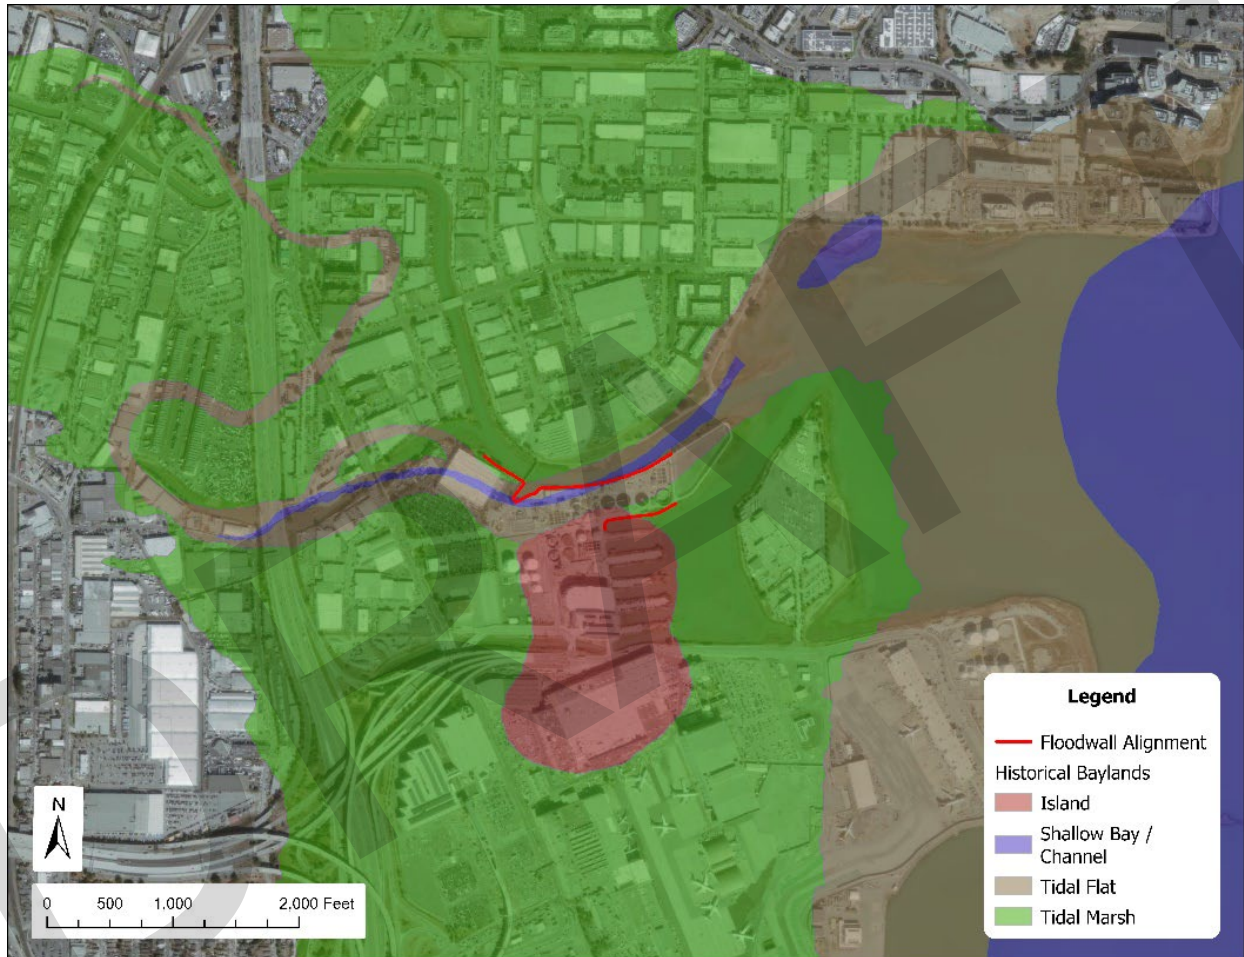 DRAFT
Legend
Floodwall Alignment
Historical Baylands
Island
Shallow Bay /
Channel
Tidal Flat
Tidal Marsh
N
0 500 1,000 2,000 Feet